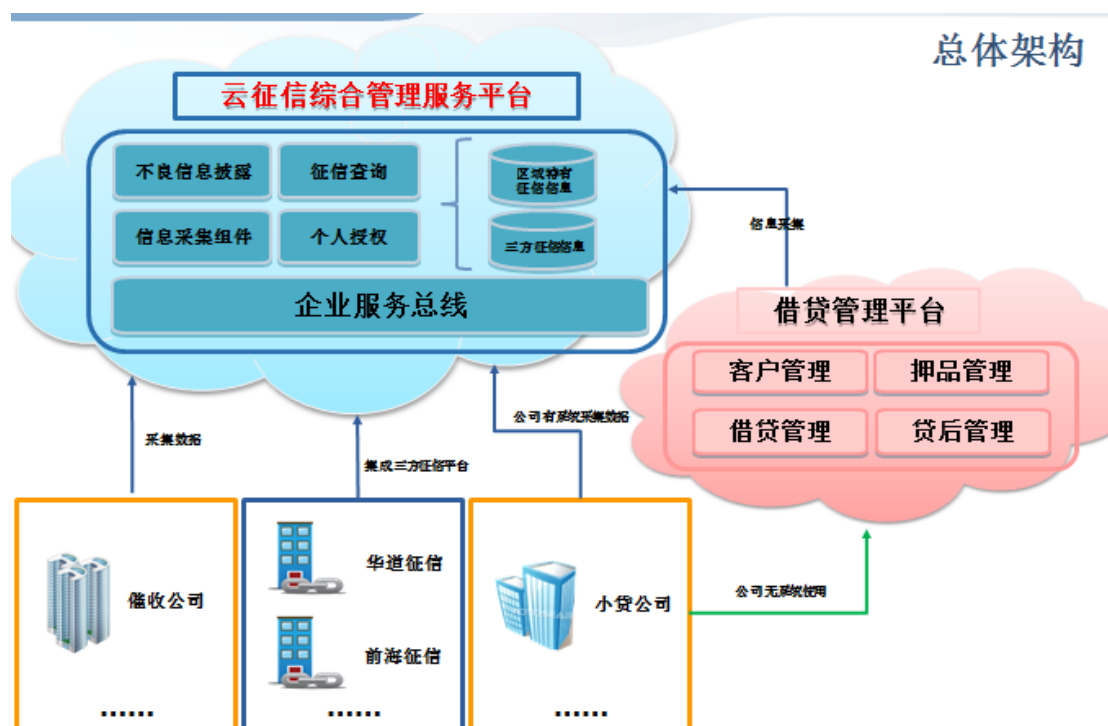 总体架构
云征信综合管理服务平台
不良信息披露
征信查询
区域特有
征信信息
信息采集组件
个人授权
三方征信信息
企业服务总线
信息采集
借贷管理平台
客户管理
押品管理
借贷管理
贷后管理
采集数据
集成三方征信平台
公司有系统采集数据
催收公司
······
华道征信
前海征信
······
小贷公司
······
公司无系统使用